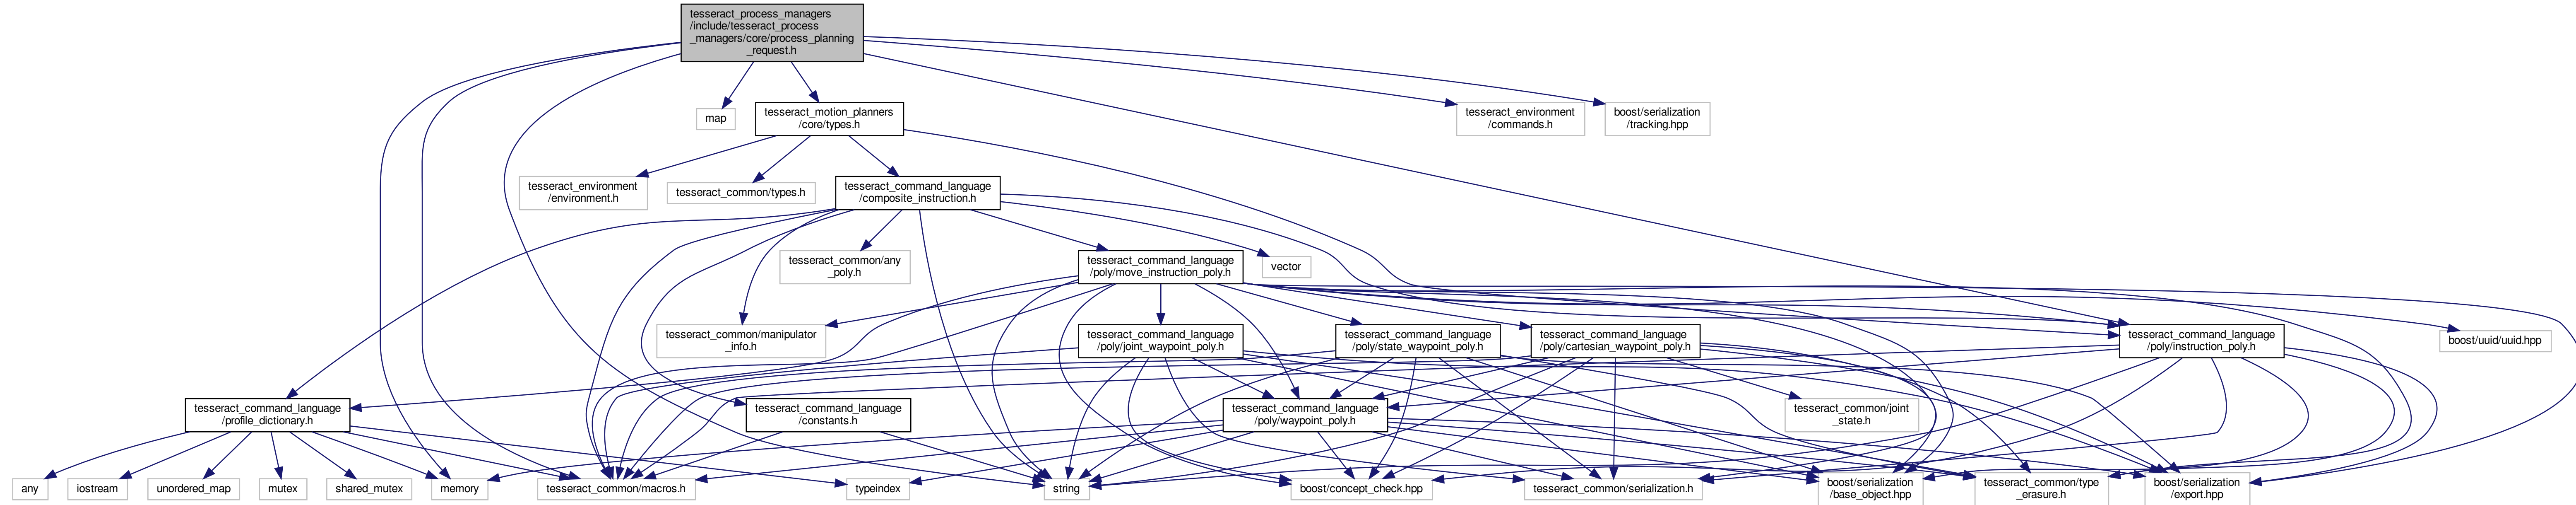 tesseract_process_managers
/include/tesseract_process
_managers/core/process_planning
_request.h
map
tesseract_motion_planners
/core/types.h
tesseract_environment
/commands.h
boost/serialization
/tracking.hpp
tesseract_environment
/environment.h
tesseract_common/types.h
tesseract_command_language
/composite_instruction.h
tesseract_common/any
_poly.h
tesseract_command_language
/poly/move_instruction_poly.h
vector
tesseract_common/manipulator
_info.h
tesseract_command_language
/poly/joint_waypoint_poly.h
tesseract_command_language
/poly/state_waypoint_poly.h
tesseract_command_language
/poly/cartesian_waypoint_poly.h
tesseract_command_language
/poly/instruction_poly.h
boost/uuid/uuid.hpp
tesseract_command_language
/profile_dictionary.h
tesseract_command_language
/constants.h
tesseract_command_language
/poly/waypoint_poly.h
tesseract_common/joint
_state.h
any
iostream
unordered_map
mutex
shared_mutex
memory
tesseract_common/macros.h
typeindex
string
boost/concept_check.hpp
tesseract_common/serialization.h
boost/serialization
/base_object.hpp
tesseract_common/type
_erasure.h
boost/serialization
/export.hpp